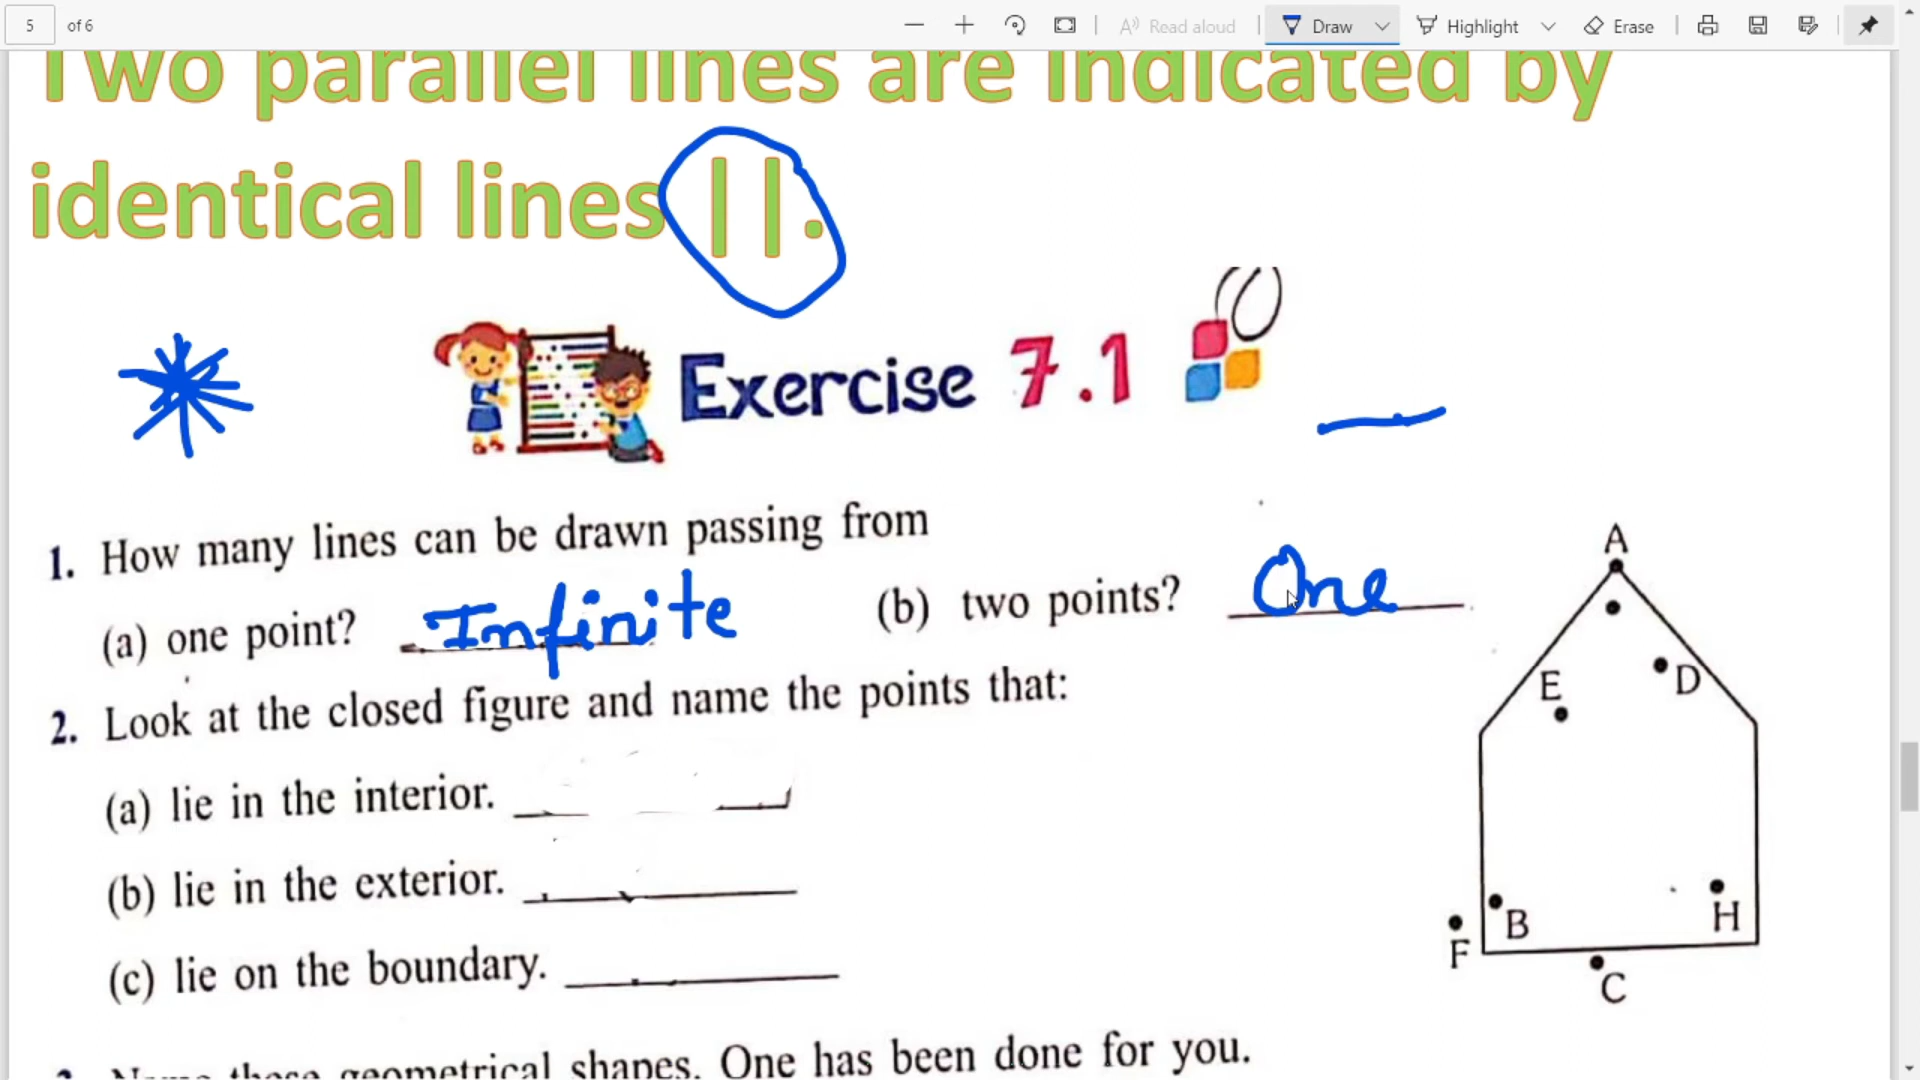 5 of 6 Read aloud Draw Highlight Erase
Two parallel lines are indicated by
identical lines ||.
Exercise 7.1
1. How many lines can be drawn passing from
(a) one point? Infinite (b) two points? One
2. Look at the closed figure and name the points that:
(a) lie in the interior.
(b) lie in the exterior.
(c) lie on the boundary.
A
E D
B H
F
C
geometrical shapes. One has been done for you.